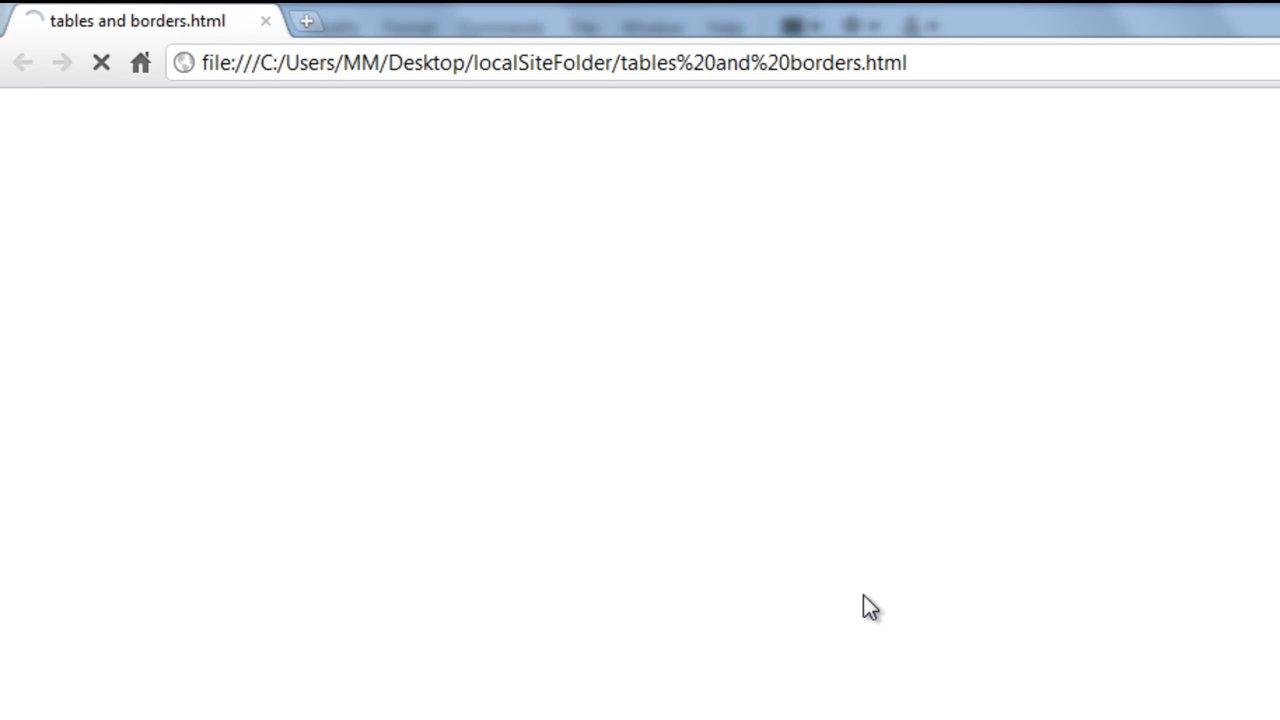 tables and borders.html
file:///C:/Users/MM/Desktop/localSiteFolder/tables%20and%20borders.html